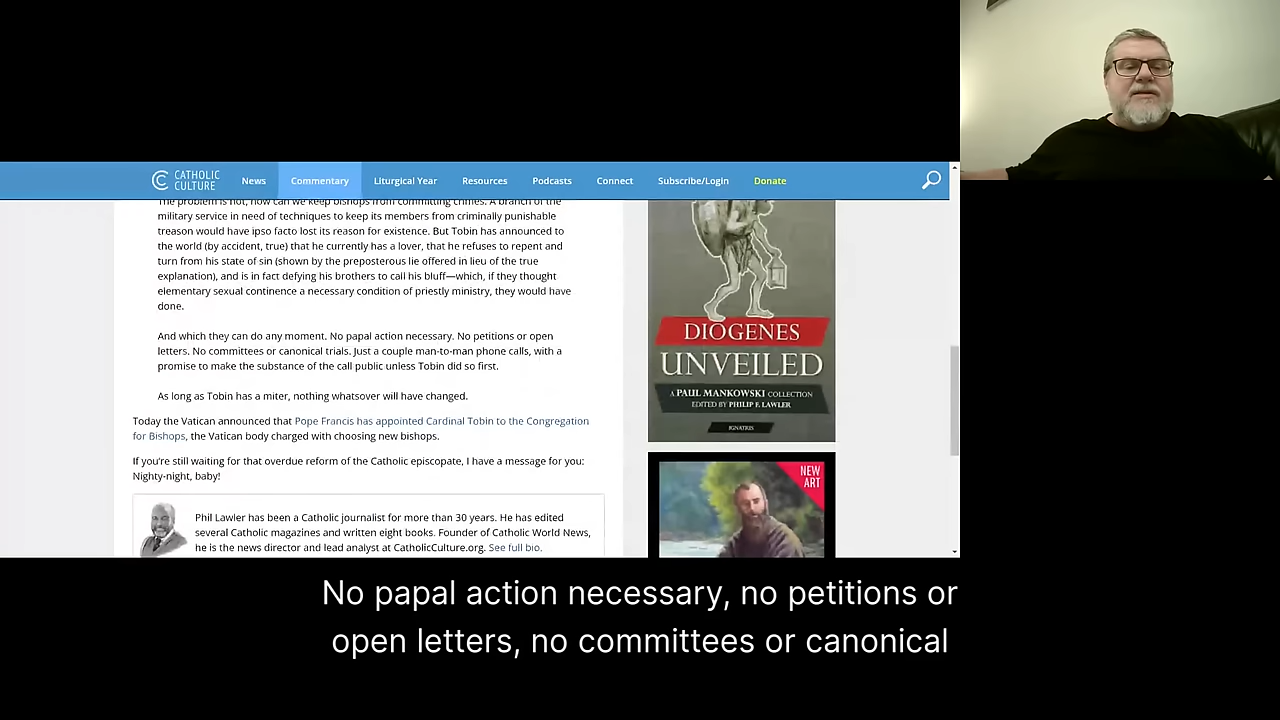 CATHOLIC
CULTURE
News
Commentary
Liturgical Year
Resources
Podcasts
Connect
Subscribe/Login
Donate
The problem is not, how can we keep bishops from committing crimes. A branch of the
military service in need of techniques to keep its members from criminally punishable
treason would have ipso facto lost its reason for existence. But Tobin has announced to
the world (by accident, true) that he currently has a lover, that he refuses to repent and
turn from his state of sin (shown by the preposterous lie offered in lieu of the true
explanation), and is in fact defying his brothers to call his bluff—which, if they thought
elementary sexual continence a necessary condition of priestly ministry, they would have
done.
And which they can do any moment. No papal action necessary. No petitions or open
letters. No committees or canonical trials. Just a couple man-to-man phone calls, with a
promise to make the substance of the call public unless Tobin did so first.
As long as Tobin has a miter, nothing whatsoever will have changed.
Today the Vatican announced that Pope Francis has appointed Cardinal Tobin to the Congregation
for Bishops, the Vatican body charged with choosing new bishops.
If you're still waiting for that overdue reform of the Catholic episcopate, I have a message for you:
Nighty-night, baby!
Phil Lawler has been a Catholic journalist for more than 30 years. He has edited
several Catholic magazines and written eight books. Founder of Catholic World News,
he is the news director and lead analyst at CatholicCulture.org. See full bio.
DIOGENES
UNVEILED
A PAUL MANKOWSKI COLLECTION
EDITED BY PHILIP F. LAWLER
IGNATIUS
NEW
ART
No papal action necessary, no petitions or
open letters, no committees or canonical